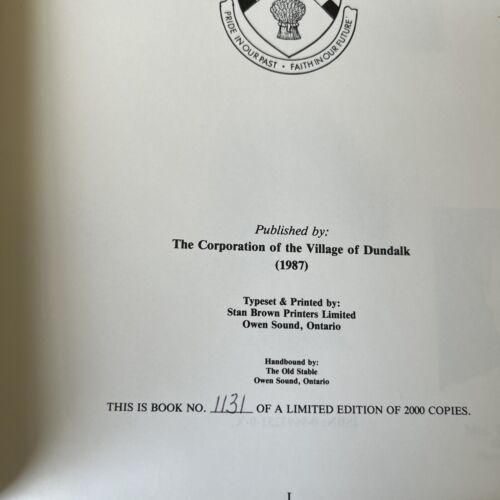 PRIDE IN OUR PAST • FAITH IN OUR FUTURE
Published by:
The Corporation of the Village of Dundalk
(1987)
Typeset & Printed by:
Stan Brown Printers Limited
Owen Sound, Ontario
Handbound by:
The Old Stable
Owen Sound, Ontario
THIS IS BOOK NO. 1131 OF A LIMITED EDITION OF 2000 COPIES.
I